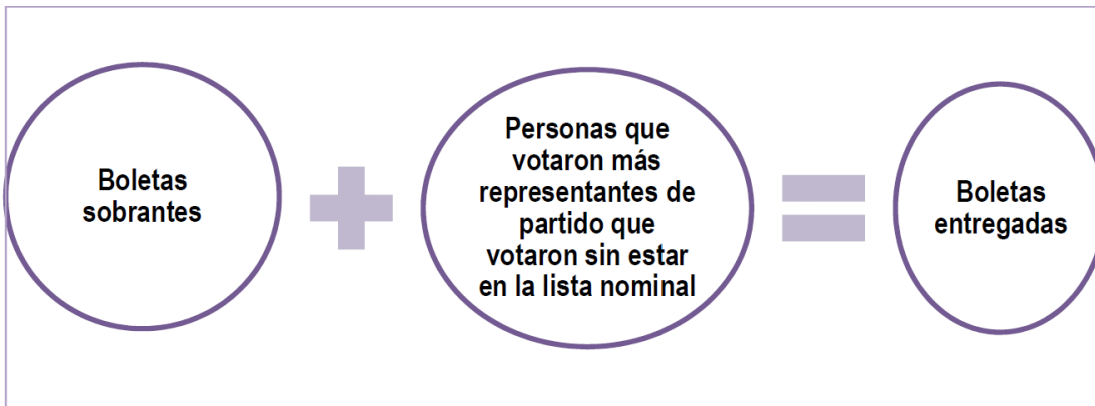 Boletas
sobrantes
Personas que
votaron más
representantes de
partido que
votaron sin estar
en la lista nominal
Boletas
entregadas